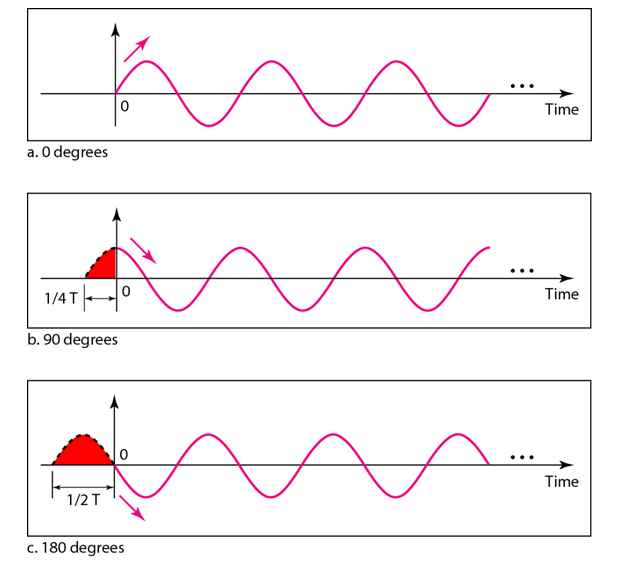 0
•••
Time
a. 0 degrees
1/4 T
0
•••
Time
b. 90 degrees
0
•••
Time
1/2 T
c. 180 degrees